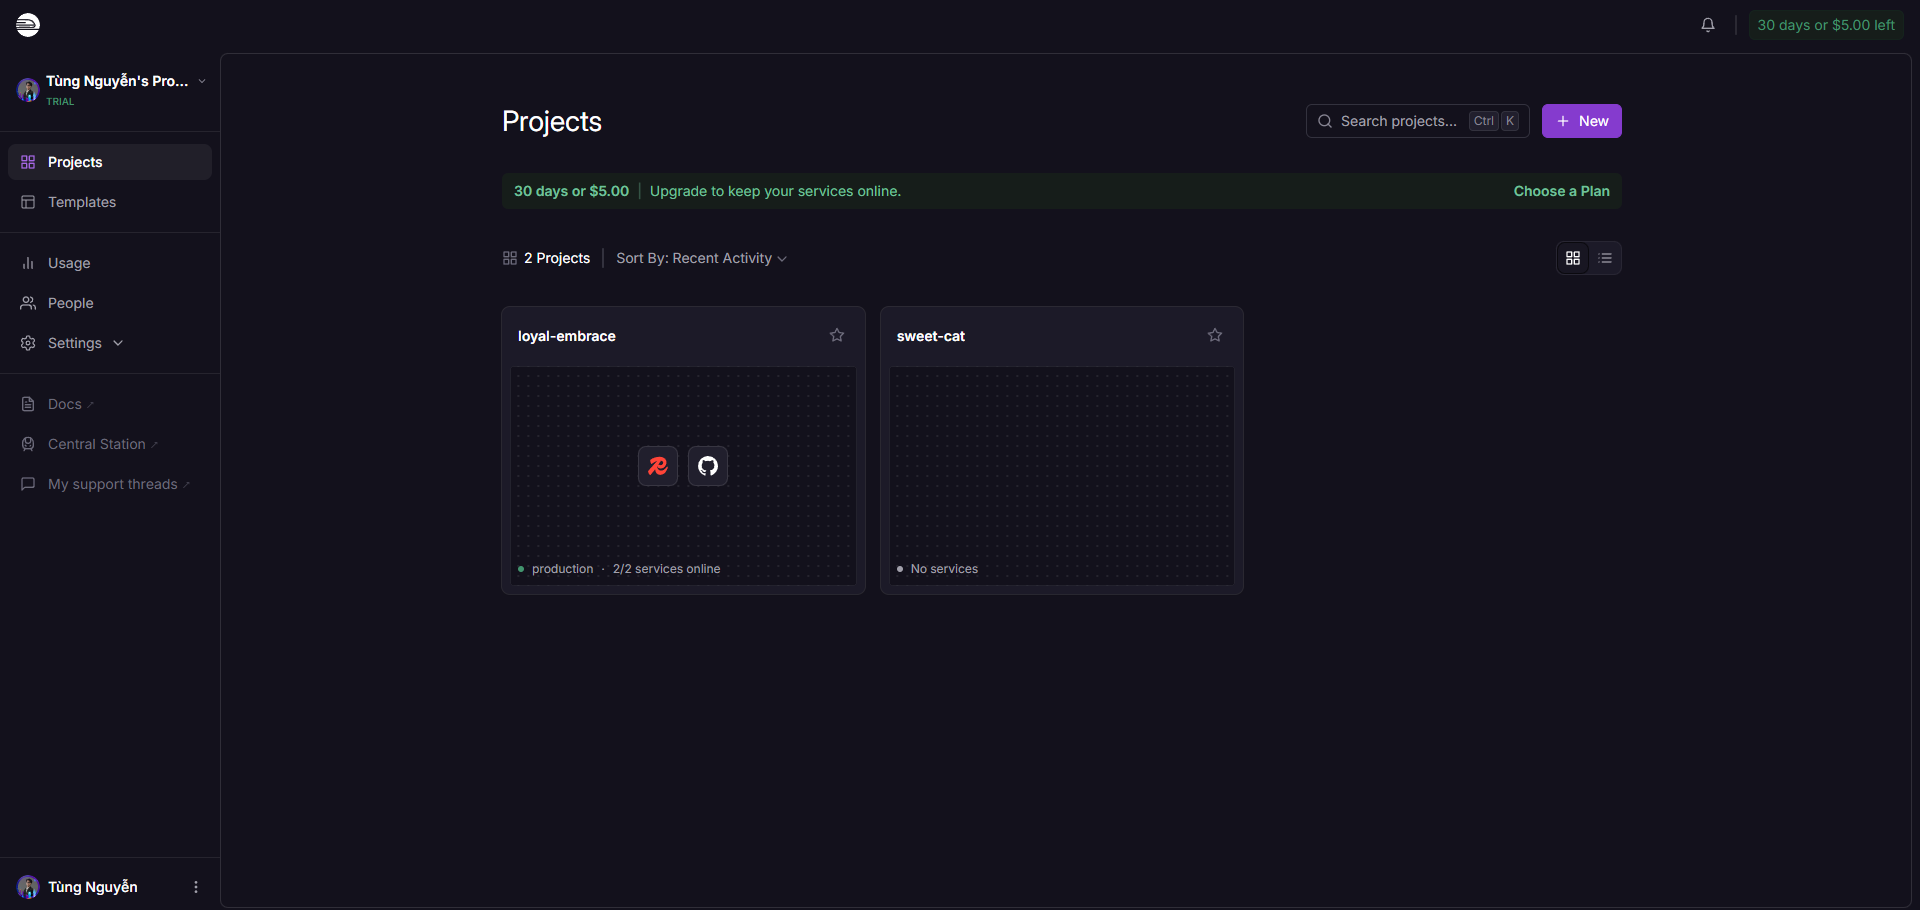 30 days or $5.00 left
Tùng Nguyễn's Pro...
TRIAL
Projects
Templates
Usage
People
Settings
Docs
Central Station
My support threads
Tùng Nguyễn
Projects
Search projects... Ctrl K
New
30 days or $5.00 Upgrade to keep your services online. Choose a Plan
2 Projects Sort By: Recent Activity
loyal-embrace
production · 2/2 services online
sweet-cat
No services